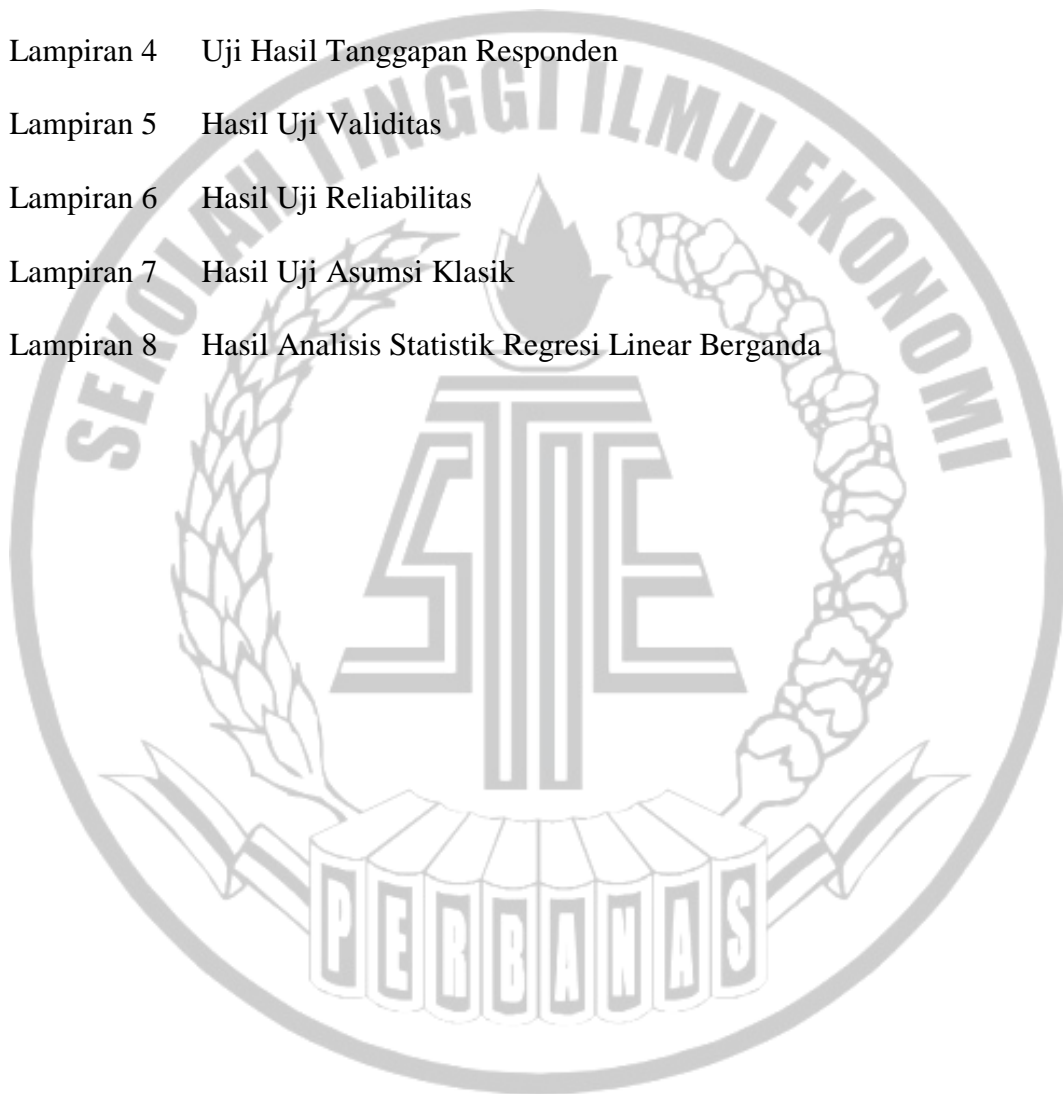 Lampiran 4 Uji Hasil Tanggapan Responden
Lampiran 5 Hasil Uji Validitas
Lampiran 6 Hasil Uji Reliabilitas
Lampiran 7 Hasil Uji Asumsi Klasik
Lampiran 8 Hasil Analisis Statistik Regresi Linear Berganda
SEKOLAH TINGGI ILMU EKONOMI
STIE
PERBANAS